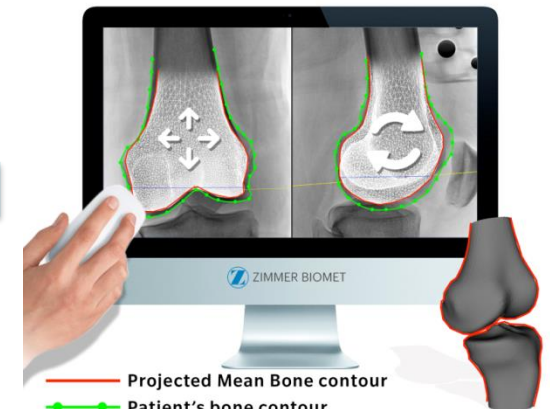 ZIMMER BIOMET
Projected Mean Bone contour
Patient's bone contour